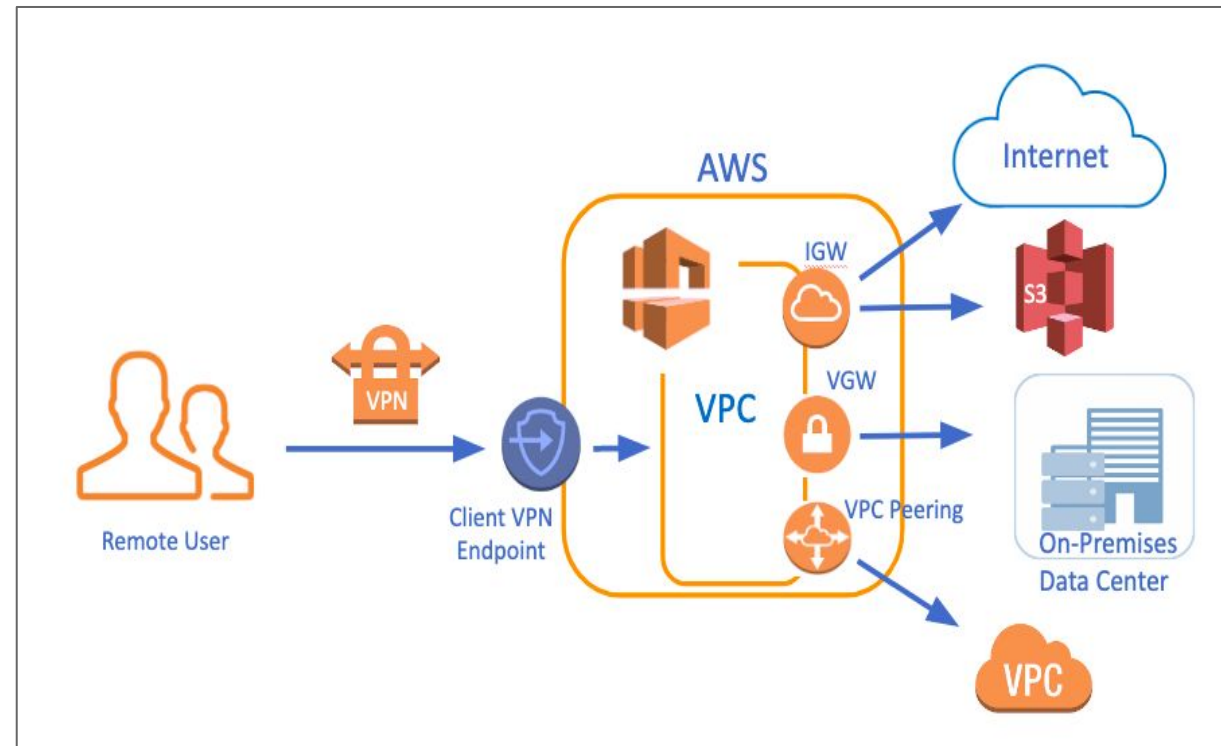 AWS
Internet
IGW
S3
VPN
VPC
VGW
Client VPN
Endpoint
VPC Peering
Remote User
On-Premises
Data Center
VPC